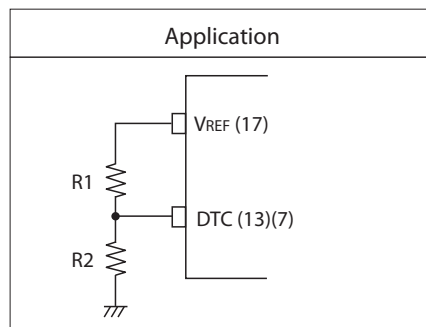 Application
VREF (17)
R1
DTC (13)(7)
R2